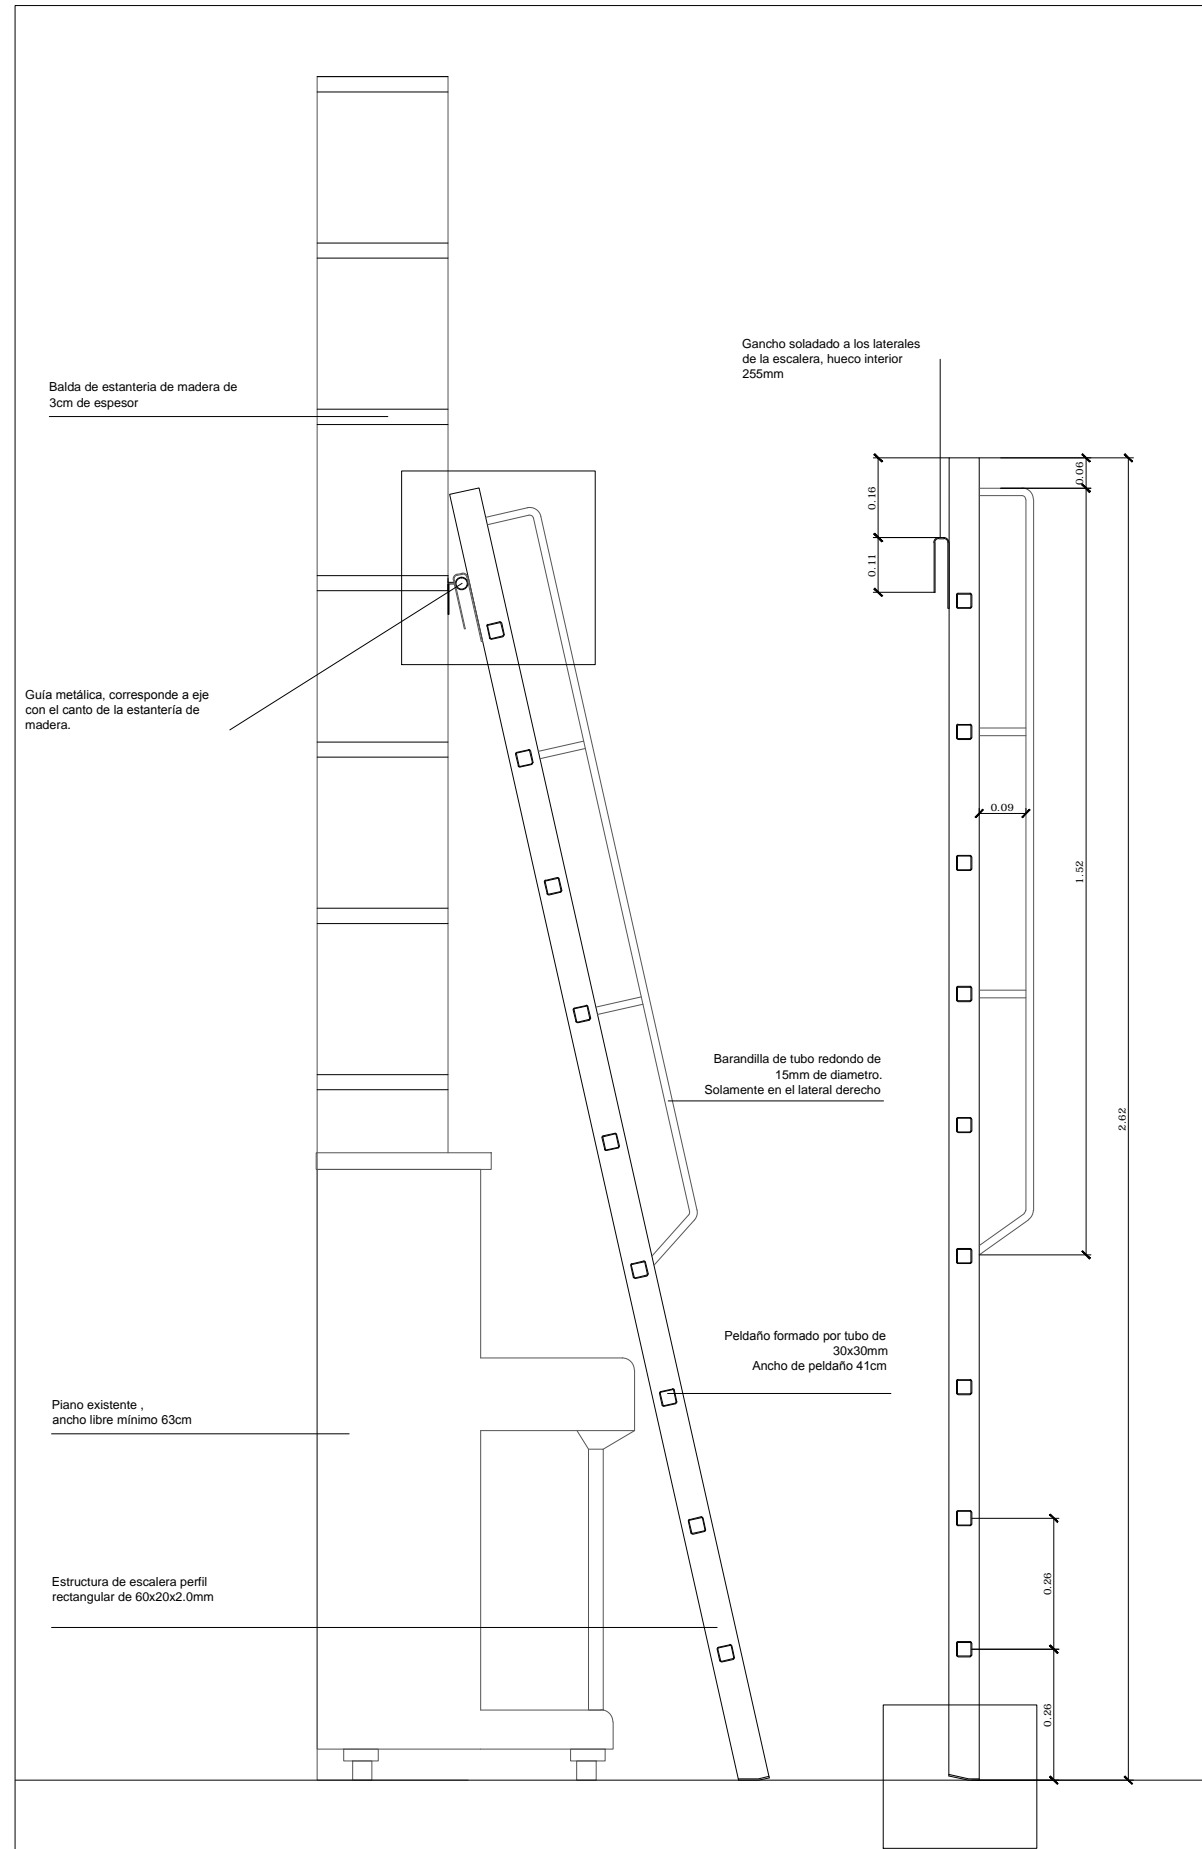 Gancho soladado a los laterales
de la escalera, hueco interior
255mm
Balda de estanteria de madera de
3cm de espesor
0.16
0.06
0.11
Guía metálica, corresponde a eje
con el canto de la estantería de
madera.
0.09
1.52
Barandilla de tubo redondo de
15mm de diametro.
Solamente en el lateral derecho
2.62
Peldaño formado por tubo de
30x30mm
Ancho de peldaño 41cm
Piano existente ,
ancho libre mínimo 63cm
Estructura de escalera perfil
rectangular de 60x20x2.0mm
0.26
0.26